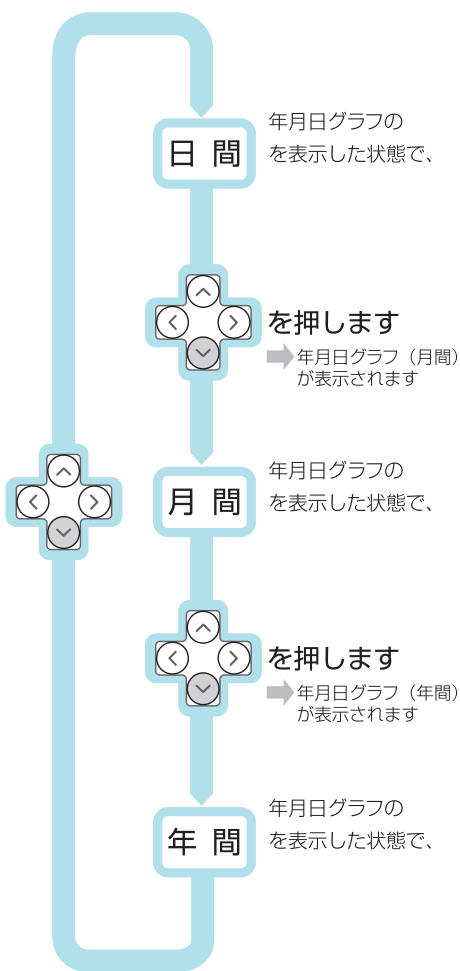 年月日グラフの
日 間
を表示した状態で、
を押します
年月日グラフ（月間）
が表示されます
年月日グラフの
月 間
を表示した状態で、
を押します
年月日グラフ（年間）
が表示されます
年月日グラフの
年 間
を表示した状態で、